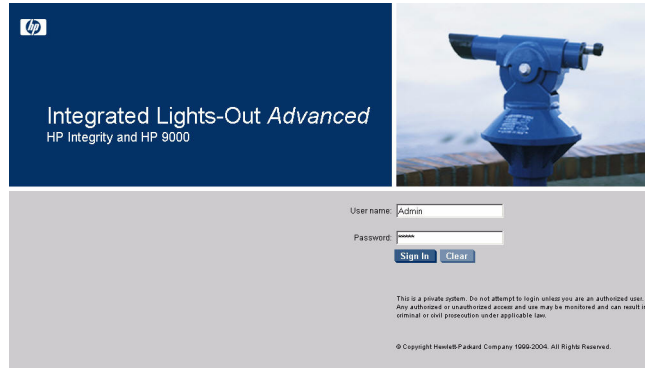 hp
Integrated Lights-Out Advanced
HP Integrity and HP 9000
User name: Admin
Password: *****
Sign In Clear
This is a private system. Do not attempt to login unless you are an authorized user.
Any authorized or unauthorized access and use may be monitored and can result i
criminal or civil prosecution under applicable law.
© Copyright Hewlett-Packard Company 1999-2004. All Rights Reserved.